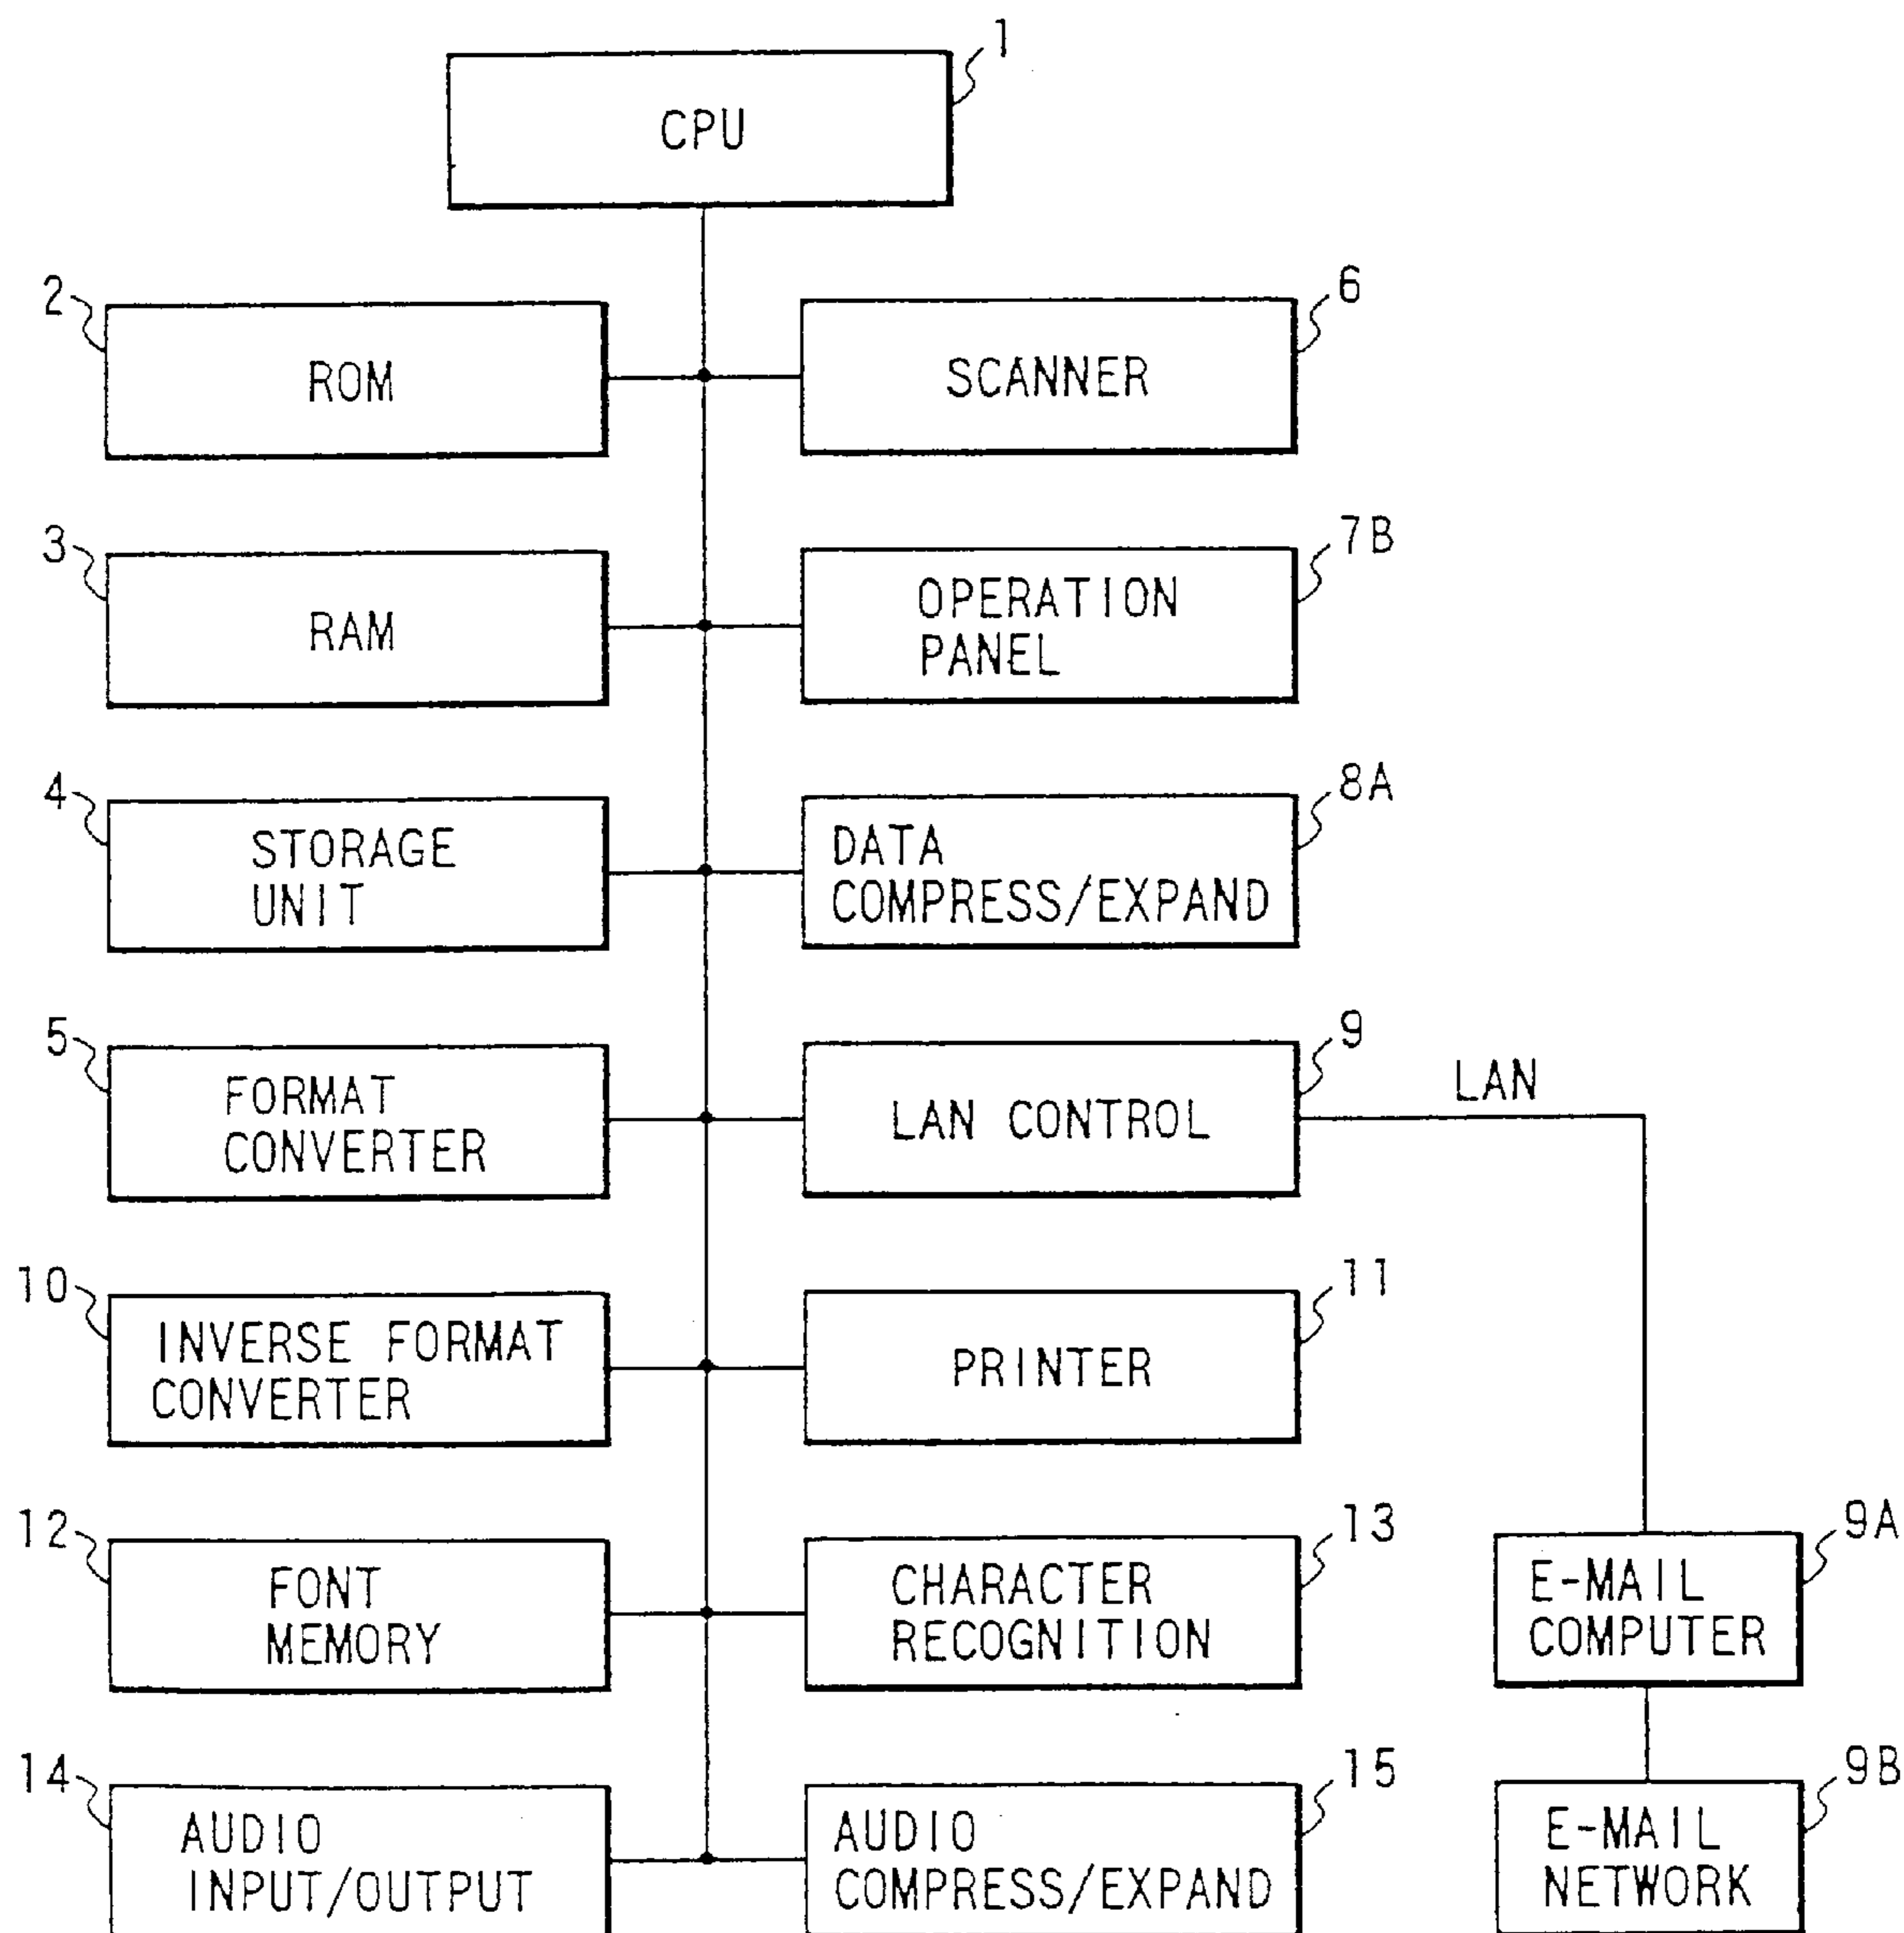 1
CPU
2
ROM
6
SCANNER
3
RAM
7B
OPERATION
PANEL
4
STORAGE
UNIT
8A
DATA
COMPRESS/EXPAND
5
FORMAT
CONVERTER
9
LAN CONTROL
LAN
10
INVERSE FORMAT
CONVERTER
11
PRINTER
12
FONT
MEMORY
13
CHARACTER
RECOGNITION
9A
E-MAIL
COMPUTER
14
AUDIO
INPUT/OUTPUT
15
AUDIO
COMPRESS/EXPAND
9B
E-MAIL
NETWORK